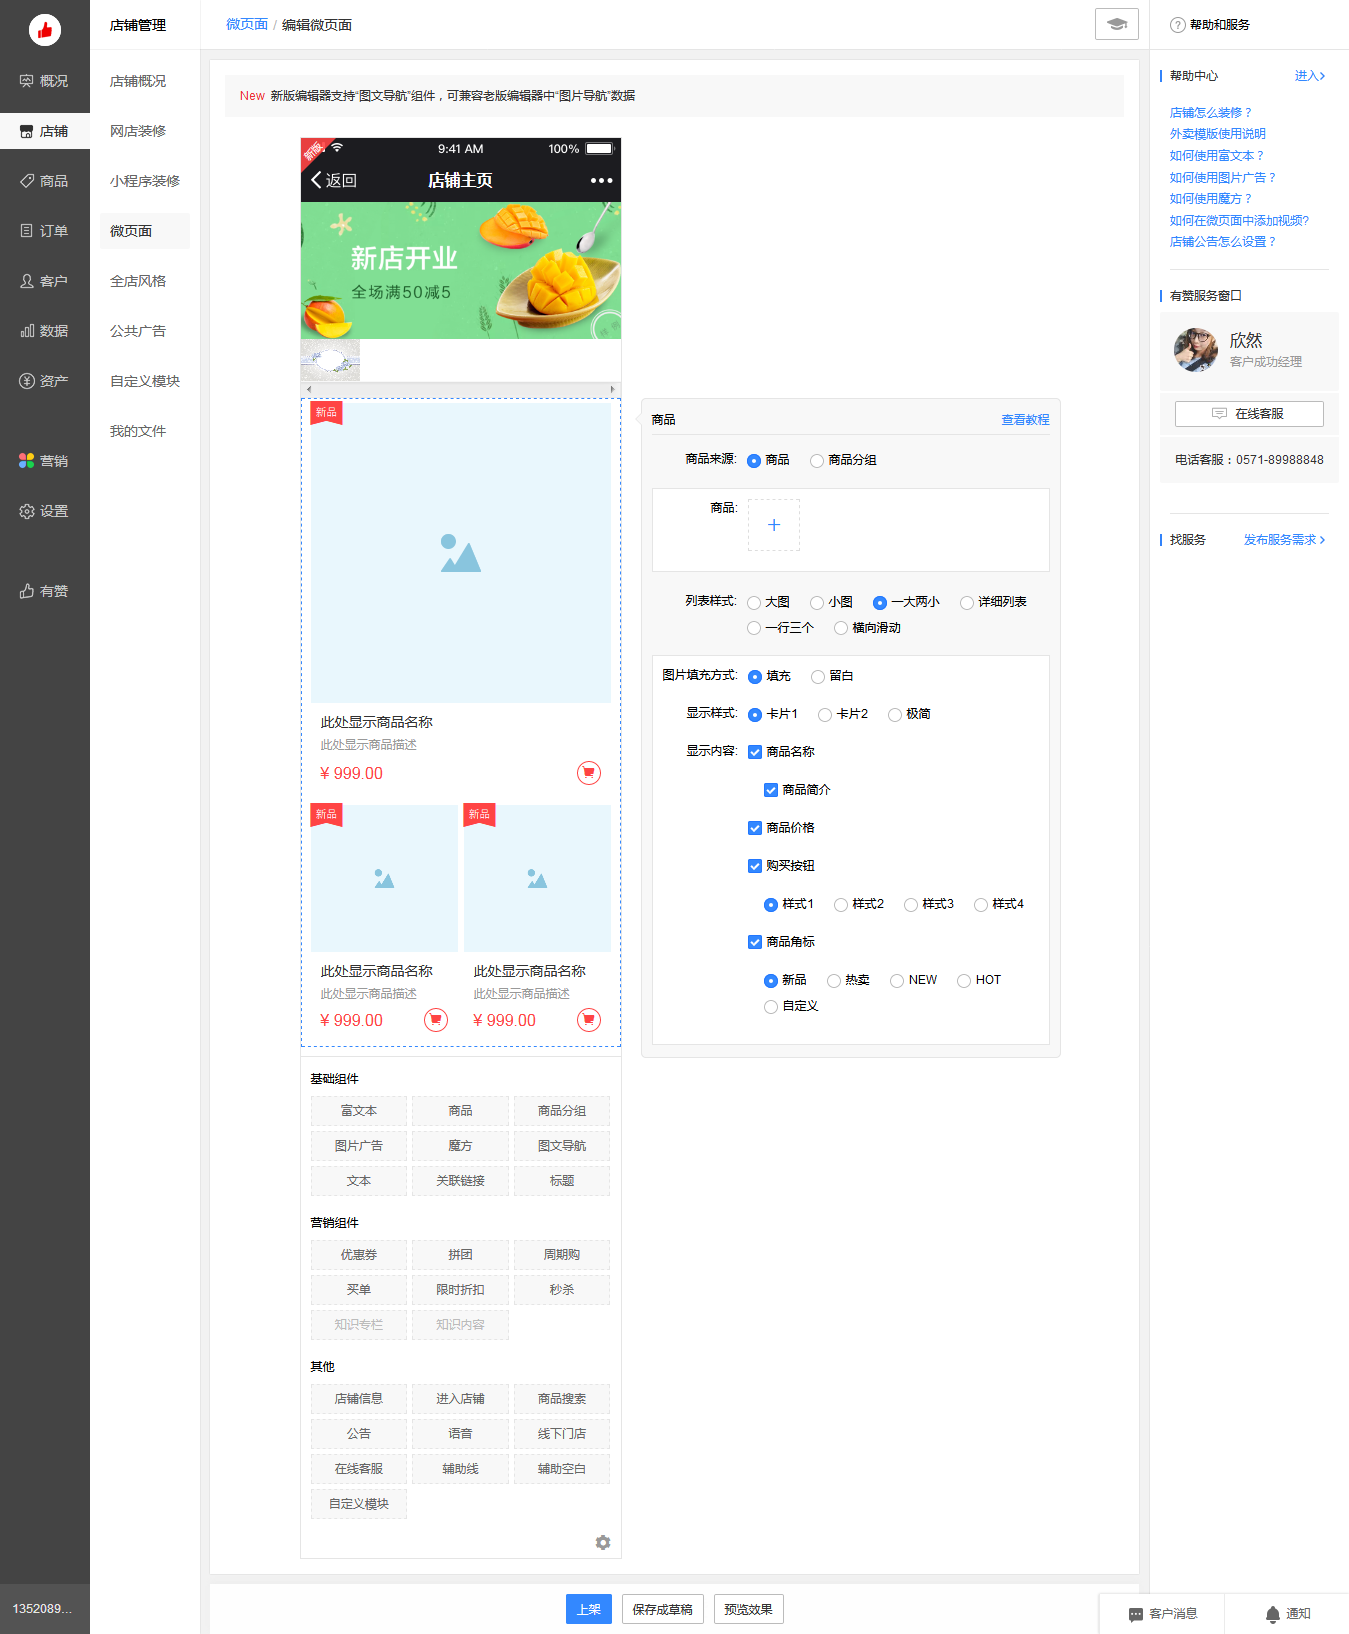 概况
店铺
商品
订单
客户
数据
资产
营销
设置
有赞
1352089...
店铺管理
店铺概况
网店装修
小程序装修
微页面
全店风格
公共广告
自定义模块
我的文件
微页面 / 编辑微页面
New 新版编辑器支持“图文导航”组件，可兼容老版编辑器中“图片导航”数据
新版
9:41 AM 100%
返回 店铺主页
新店开业
全场满50减5
新品
此处显示商品名称
此处显示商品描述
¥ 999.00
新品 新品
此处显示商品名称 此处显示商品名称
此处显示商品描述 此处显示商品描述
¥ 999.00 ¥ 999.00
基础组件
富文本 商品 商品分组
图片广告 魔方 图文导航
文本 关联链接 标题
营销组件
优惠券 拼团 周期购
买单 限时折扣 秒杀
知识专栏 知识内容
其他
店铺信息 进入店铺 商品搜索
公告 语音 线下门店
在线客服 辅助线 辅助空白
自定义模块
商品 查看教程
商品来源: 商品 商品分组
商品: +
列表样式: 大图 小图 一大两小 详细列表
一行三个 横向滑动
图片填充方式: 填充 留白
显示样式: 卡片1 卡片2 极简
显示内容: 商品名称
商品简介
商品价格
购买按钮
样式1 样式2 样式3 样式4
商品角标
新品 热卖 NEW HOT
自定义
上架 保存成草稿 预览效果
? 帮助和服务
帮助中心 进入
店铺怎么装修？
外卖模版使用说明
如何使用富文本？
如何使用图片广告？
如何使用魔方？
如何在微页面中添加视频?
店铺公告怎么设置？
有赞服务窗口
欣然
客户成功经理
在线客服
电话客服：0571-89988848
找服务 发布服务需求
客户消息 通知